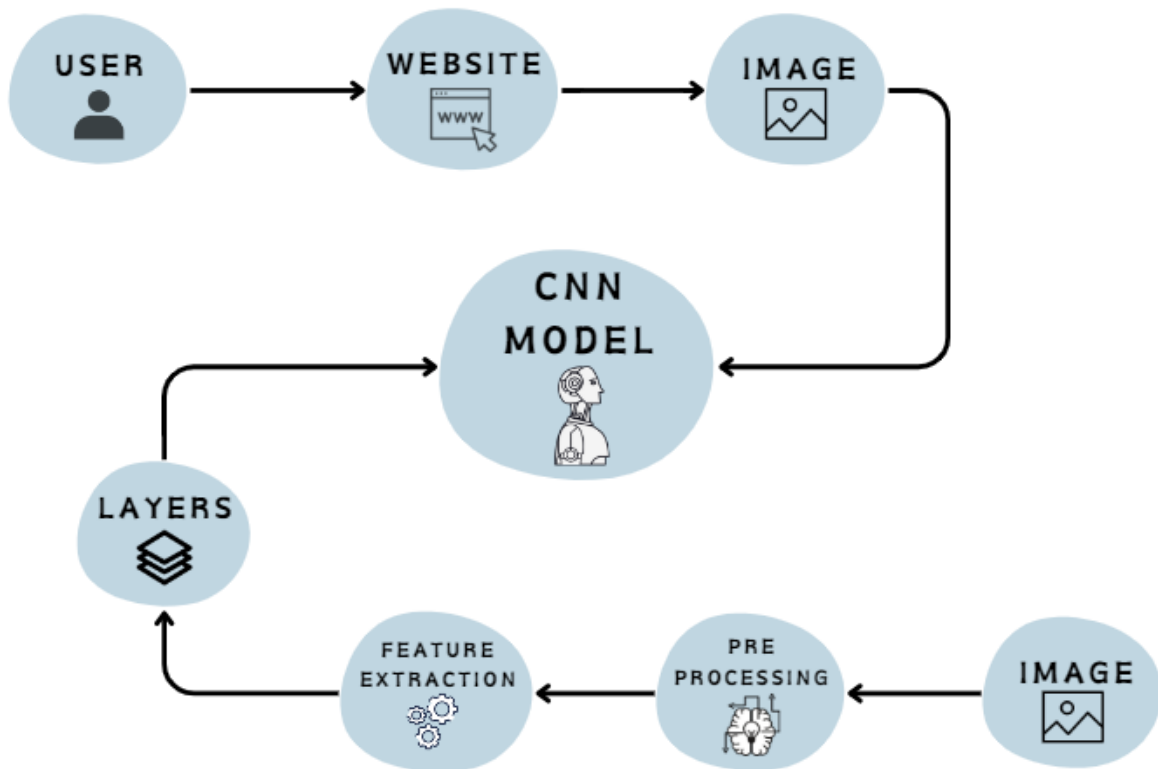 USER
WEBSITE
www
IMAGE
CNN
MODEL
LAYERS
FEATURE
EXTRACTION
PRE
PROCESSING
IMAGE